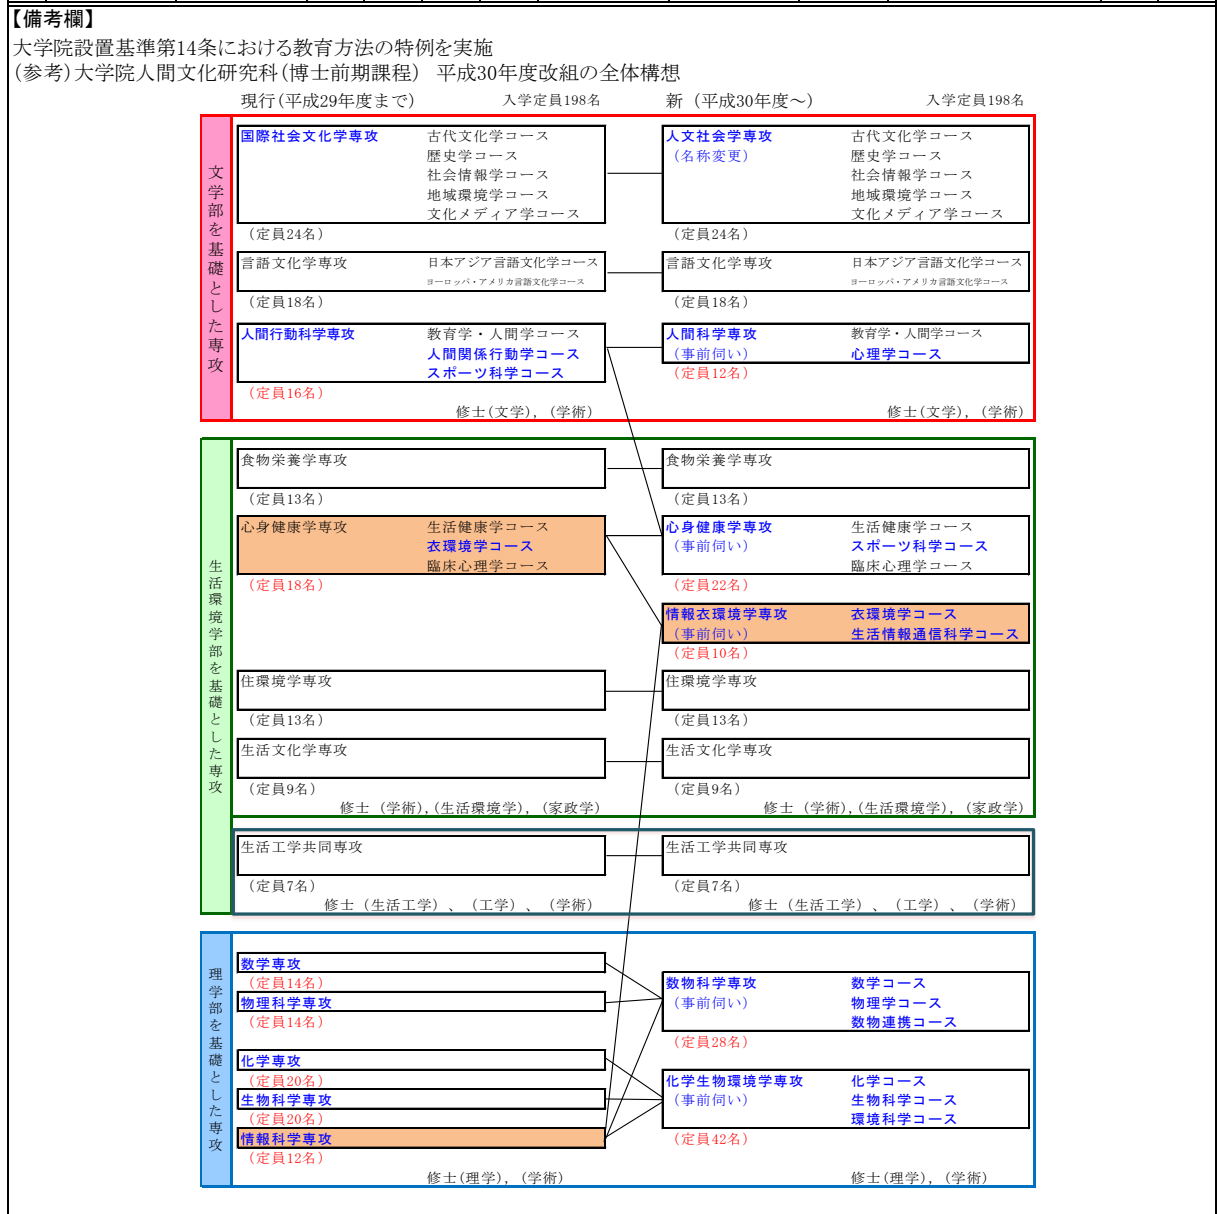 【備考欄】
大学院設置基準第14条における教育方法の特例を実施
(参考)大学院人間文化研究科(博士前期課程) 平成30年度改組の全体構想
現行(平成29年度まで) 入学定員198名 新 (平成30年度～) 入学定員198名
文学部を基礎とした専攻
国際社会文化学専攻 古代文化学コース
歴史学コース
社会情報学コース
地域環境学コース
文化メディア学コース
(定員24名)
人文社会学専攻 古代文化学コース
(名称変更) 歴史学コース
社会情報学コース
地域環境学コース
文化メディア学コース
(定員24名)
言語文化学専攻 日本アジア言語文化学コース
ヨーロッパ・アメリカ言語文化学コース
(定員18名)
言語文化学専攻 日本アジア言語文化学コース
ヨーロッパ・アメリカ言語文化学コース
(定員18名)
人間行動科学専攻 教育学・人間学コース
人間関係行動学コース
スポーツ科学コース
(定員16名)
修士(文学), (学術)
人間科学専攻 教育学・人間学コース
(事前伺い) 心理学コース
(定員12名)
修士(文学), (学術)
生活環境学部を基礎とした専攻
食物栄養学専攻
(定員13名)
食物栄養学専攻
(定員13名)
心身健康学専攻 生活健康学コース
衣環境学コース
臨床心理学コース
(定員18名)
心身健康学専攻 生活健康学コース
(事前伺い) スポーツ科学コース
臨床心理学コース
(定員22名)
情報衣環境学専攻 衣環境学コース
(事前伺い) 生活情報通信科学コース
(定員10名)
住環境学専攻
(定員13名)
住環境学専攻
(定員13名)
生活文化学専攻
(定員9名)
修士 (学術),(生活環境学), (家政学)
生活文化学専攻
(定員9名)
修士 (学術),(生活環境学), (家政学)
生活工学共同専攻
(定員7名)
修士 (生活工学) 、 (工学) 、 (学術)
生活工学共同専攻
(定員7名)
修士 (生活工学) 、 (工学) 、 (学術)
理学部を基礎とした専攻
数学専攻
(定員14名)
物理科学専攻
(定員14名)
化学専攻
(定員20名)
生物科学専攻
(定員20名)
情報科学専攻
(定員12名)
修士(理学), (学術)
数物科学専攻 数学コース
(事前伺い) 物理学コース
数物連携コース
(定員28名)
化学生物環境学専攻 化学コース
(事前伺い) 生物科学コース
環境科学コース
(定員42名)
修士(理学), (学術)